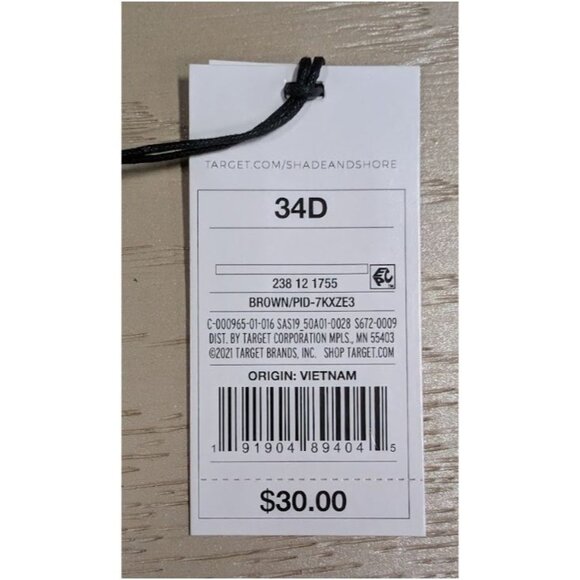 TARGET.COM/SHADEANDSHORE
34D
238 12 1755
BROWN/PID-7KXZE3
C-000965-01-016 SAS19_50A01-0028 S672-0009
DIST. BY TARGET CORPORATION MPLS., MN 55403
©2021 TARGET BRANDS, INC. SHOP TARGET.COM
ORIGIN: VIETNAM
1 91904 89404 5
$30.00